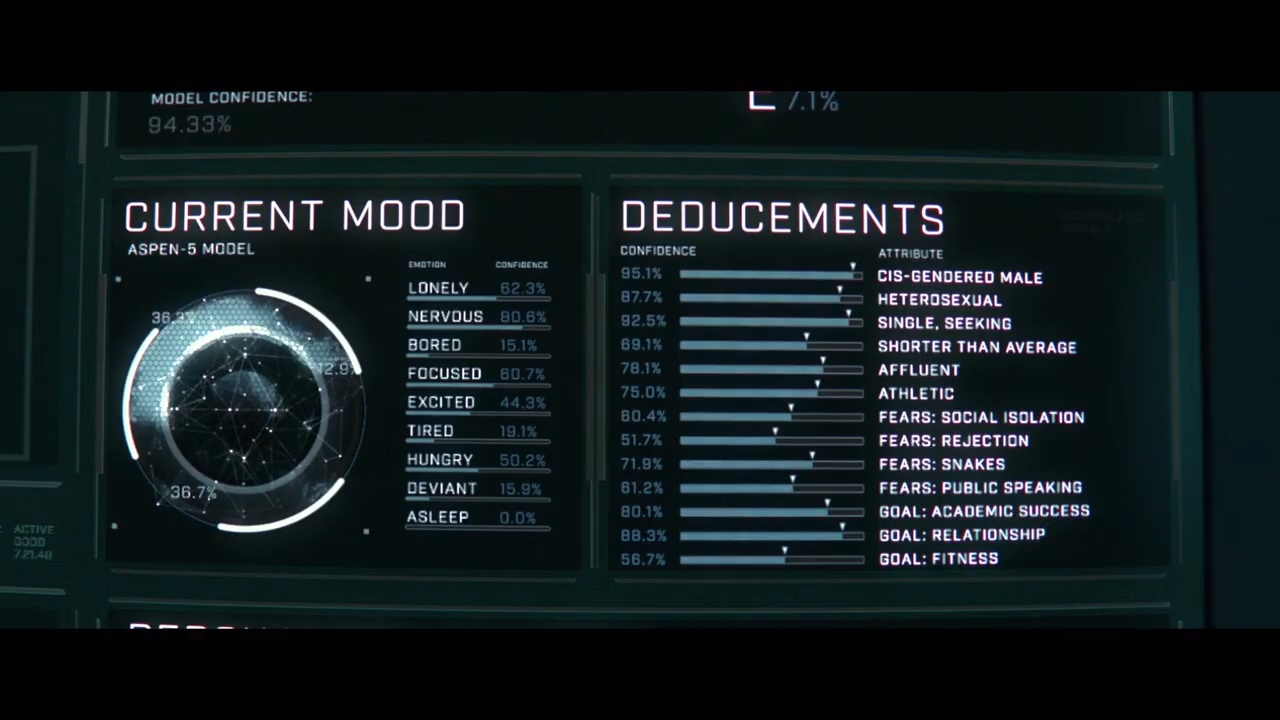 MODEL CONFIDENCE:
94.33%
7.1%
CURRENT MOOD
ASPEN-5 MODEL
EMOTION CONFIDENCE
LONELY 62.3%
NERVOUS 80.6%
BORED 15.1%
FOCUSED 60.7%
EXCITED 44.3%
TIRED 19.1%
HUNGRY 50.2%
DEVIANT 15.9%
ASLEEP 0.0%
36.7%
DEDUCEMENTS
CONFIDENCE ATTRIBUTE
95.1% CIS-GENDERED MALE
87.7% HETEROSEXUAL
92.5% SINGLE, SEEKING
69.1% SHORTER THAN AVERAGE
78.1% AFFLUENT
75.0% ATHLETIC
60.4% FEARS: SOCIAL ISOLATION
51.7% FEARS: REJECTION
71.9% FEARS: SNAKES
61.2% FEARS: PUBLIC SPEAKING
80.1% GOAL: ACADEMIC SUCCESS
88.3% GOAL: RELATIONSHIP
56.7% GOAL: FITNESS
ACTIVE
GOOD
7.21.48